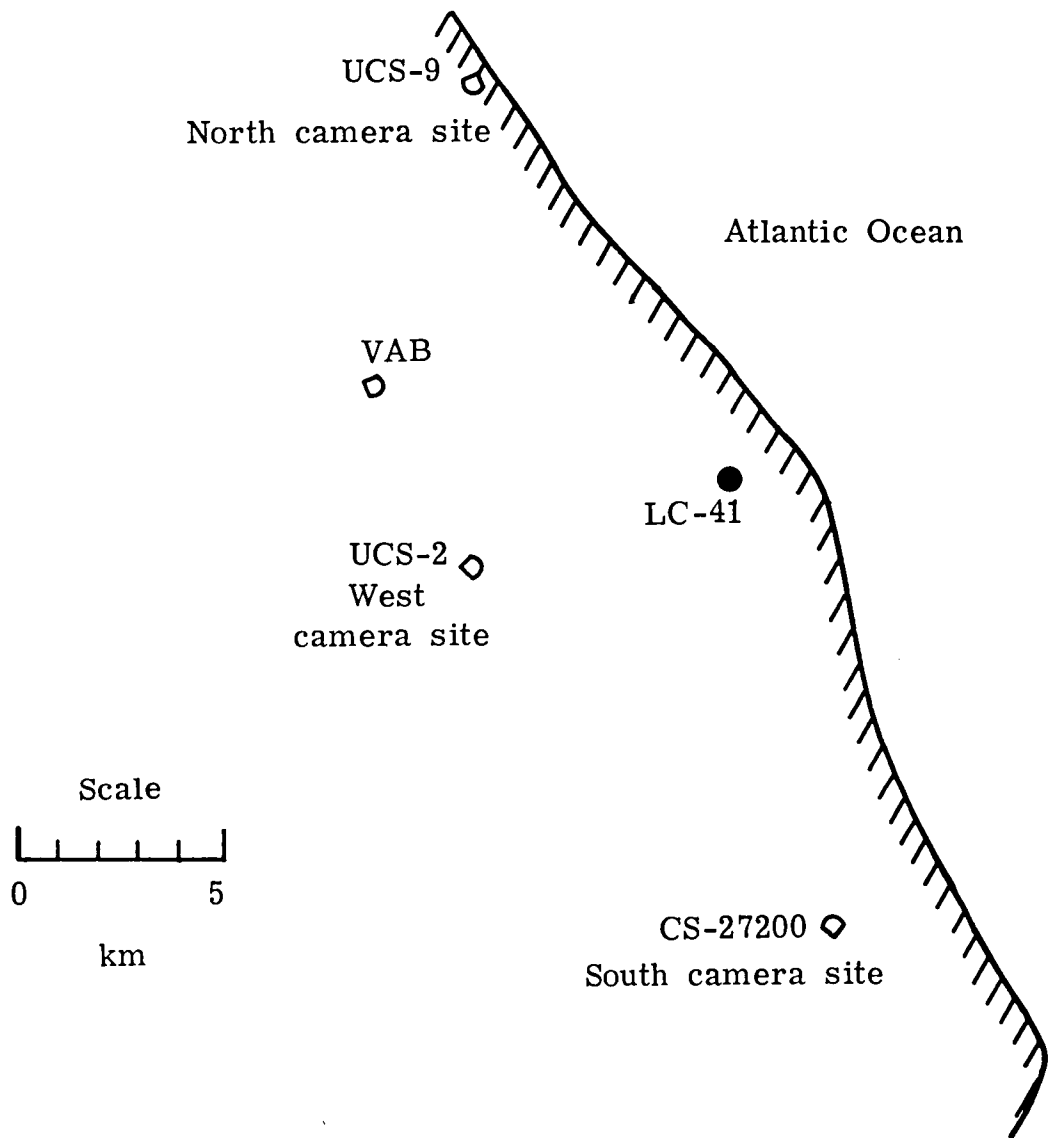 UCS-9
North camera site
Atlantic Ocean
VAB
LC-41
UCS-2
West
camera site
Scale
0 5
km
CS-27200
South camera site